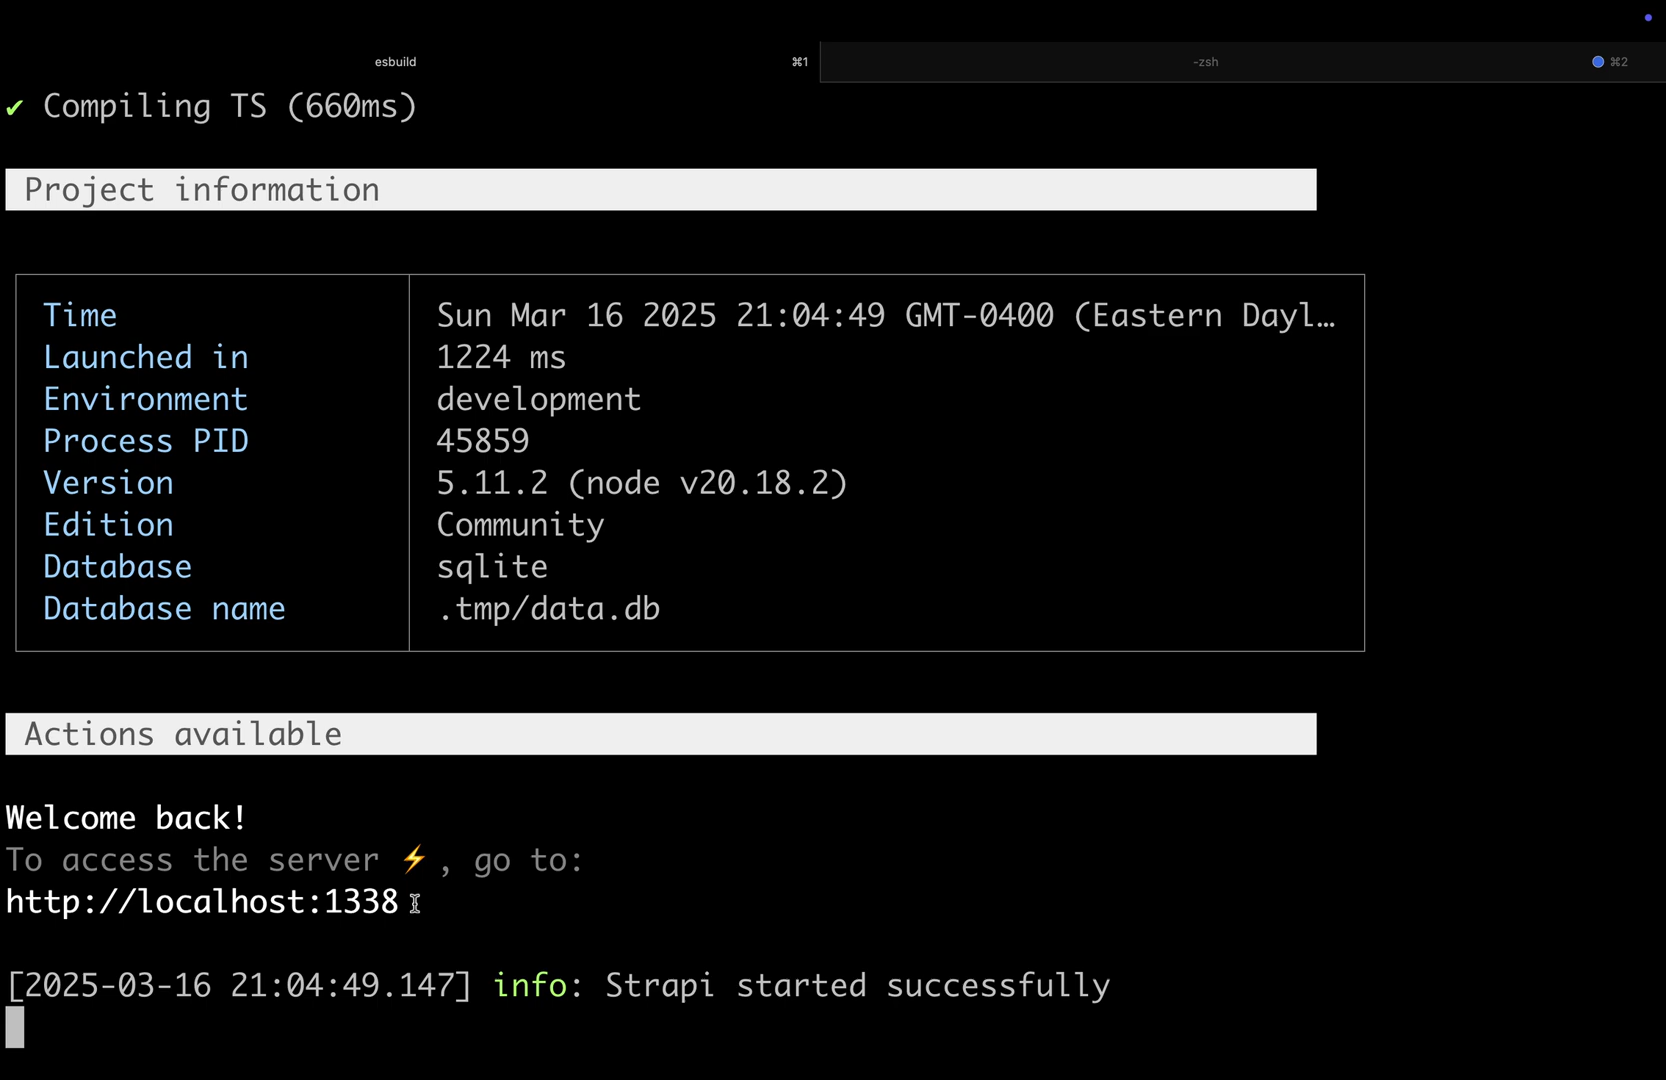 esbuild ⌘1 -zsh ⌘2
✔ Compiling TS (660ms)
Project information
Time Sun Mar 16 2025 21:04:49 GMT-0400 (Eastern Dayl…
Launched in 1224 ms
Environment development
Process PID 45859
Version 5.11.2 (node v20.18.2)
Edition Community
Database sqlite
Database name .tmp/data.db
Actions available
Welcome back!
To access the server ⚡, go to:
http://localhost:1338
[2025-03-16 21:04:49.147] info: Strapi started successfully